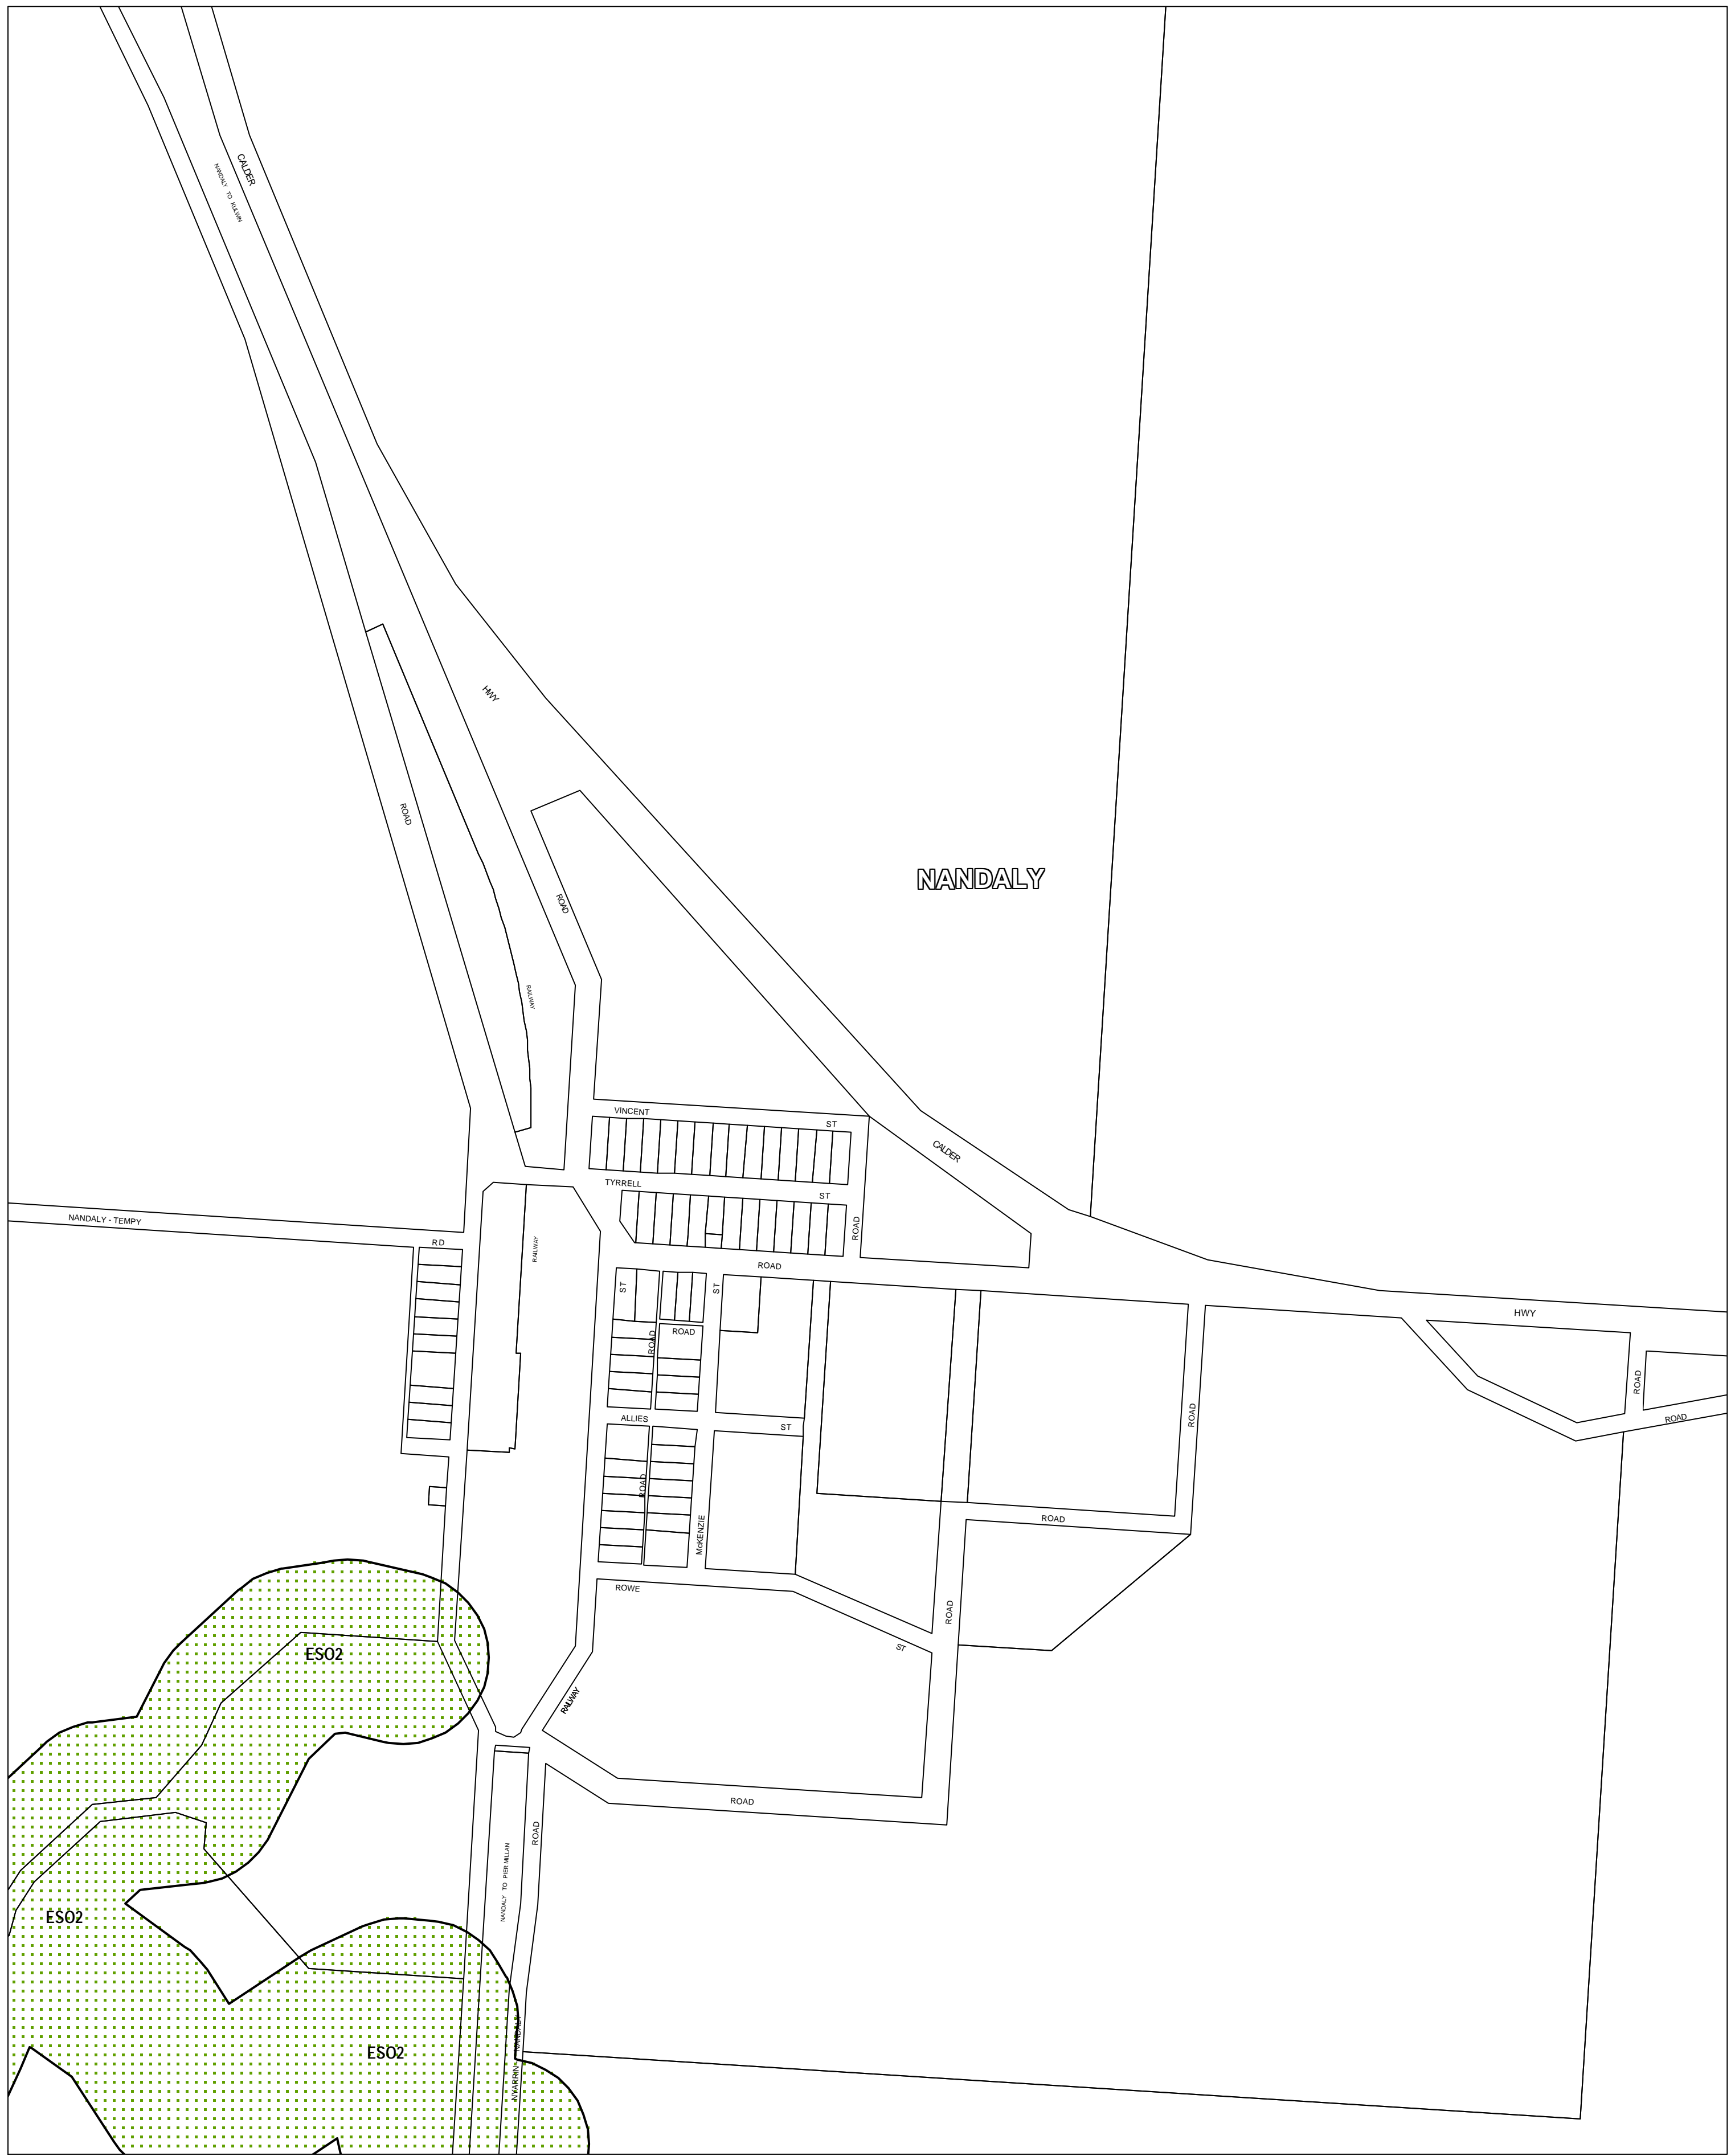 CALDER
NANDALY TO KULWIN
HWY
ROAD
NANDALY
ROAD
RAILWAY
VINCENT ST
CALDER
TYRRELL ST
NANDALY - TEMPY RD
RAILWAY
ROAD
ROAD
ST
ST
HWY
ROAD
ROAD
ROAD
ROAD
ROAD
ALLIES ST
ROAD
McKENZIE
ROAD
ROWE ST
ROAD
ESO2
RAILWAY
ROAD
ROAD
NANDALY TO PIER MILLAN
ESO2
ESO2
NYARRIN - NANDALY